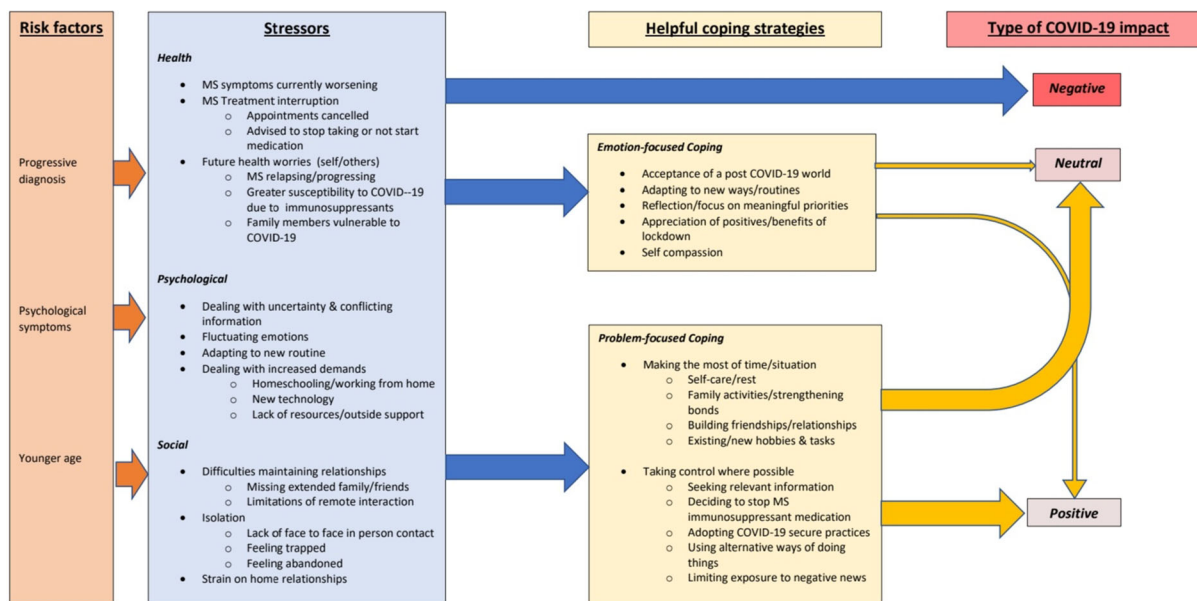 Risk factors
Progressive
diagnosis
Psychological
symptoms
Younger age
Stressors
Health
• MS symptoms currently worsening
• MS Treatment interruption
o Appointments cancelled
o Advised to stop taking or not start
medication
• Future health worries (self/others)
o MS relapsing/progressing
o Greater susceptibility to COVID--19
due to immunosuppressants
o Family members vulnerable to
COVID-19
Psychological
• Dealing with uncertainty & conflicting
information
• Fluctuating emotions
• Adapting to new routine
• Dealing with increased demands
o Homeschooling/working from home
o New technology
o Lack of resources/outside support
Social
• Difficulties maintaining relationships
o Missing extended family/friends
o Limitations of remote interaction
• Isolation
o Lack of face to face in person contact
o Feeling trapped
o Feeling abandoned
• Strain on home relationships
Helpful coping strategies
Emotion-focused Coping
• Acceptance of a post COVID-19 world
• Adapting to new ways/routines
• Reflection/focus on meaningful priorities
• Appreciation of positives/benefits of
lockdown
• Self compassion
Problem-focused Coping
• Making the most of time/situation
o Self-care/rest
o Family activities/strengthening
bonds
o Building friendships/relationships
o Existing/new hobbies & tasks
• Taking control where possible
o Seeking relevant information
o Deciding to stop MS
immunosuppressant medication
o Adopting COVID-19 secure practices
o Using alternative ways of doing
things
o Limiting exposure to negative news
Type of COVID-19 impact
Negative
Neutral
Positive